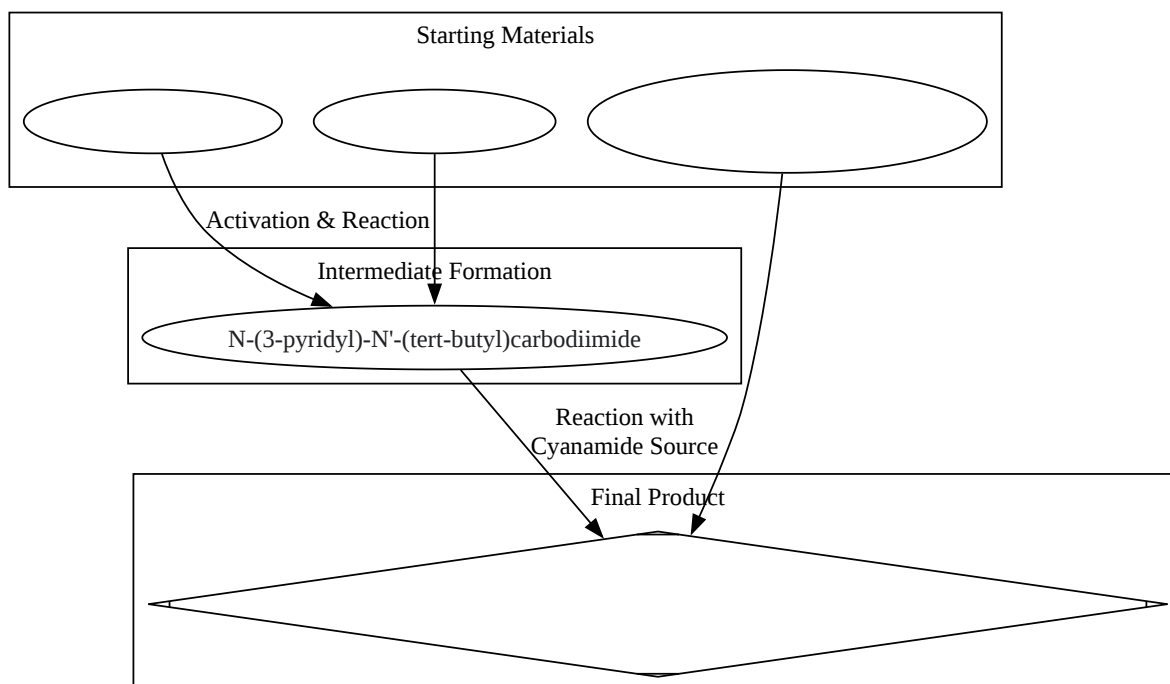 Starting Materials
Activation & Reaction
Intermediate Formation
N-(3-pyridyl)-N'-(tert-butyl)carbodiimide
Reaction with
Cyanamide Source
Final Product